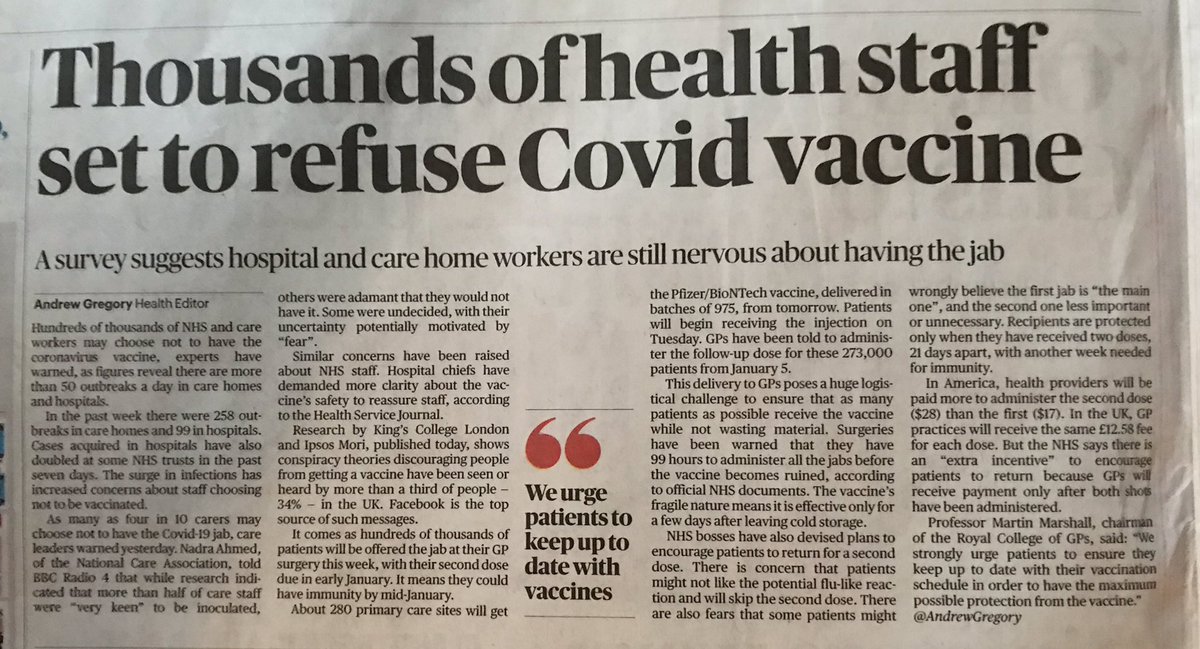 Thousands of health staff
set to refuse Covid vaccine
A survey suggests hospital and care home workers are still nervous about having the jab
Andrew Gregory Health Editor
Hundreds of thousands of NHS and care
workers may choose not to have the
coronavirus vaccine, experts have
warned, as figures reveal there are more
than 50 outbreaks a day in care homes
and hospitals.
In the past week there were 258 out-
breaks in care homes and 99 in hospitals.
Cases acquired in hospitals have also
doubled at some NHS trusts in the past
seven days. The surge in infections has
increased concerns about staff choosing
not to be vaccinated.
As many as four in 10 carers may
choose not to have the Covid-19 jab, care
leaders warned yesterday. Nadra Ahmed,
of the National Care Association, told
BBC Radio 4 that while research indi-
cated that more than half of care staff
were “very keen” to be inoculated,
others were adamant that they would not
have it. Some were undecided, with their
uncertainty potentially motivated by
“fear”.
Similar concerns have been raised
about NHS staff. Hospital chiefs have
demanded more clarity about the vac-
cine’s safety to reassure staff, according
to the Health Service Journal.
Research by King’s College London
and Ipsos Mori, published today, shows
conspiracy theories discouraging people
from getting a vaccine have been seen or
heard by more than a third of people –
34% – in the UK. Facebook is the top
source of such messages.
It comes as hundreds of thousands of
patients will be offered the jab at their GP
surgery this week, with their second dose
due in early January. It means they could
have immunity by mid-January.
About 280 primary care sites will get
“
We urge
patients to
keep up to
date with
vaccines
the Pfizer/BioNTech vaccine, delivered in
batches of 975, from tomorrow. Patients
will begin receiving the injection on
Tuesday. GPs have been told to adminis-
ter the follow-up dose for these 273,000
patients from January 5.
This delivery to GPs poses a huge logis-
tical challenge to ensure that as many
patients as possible receive the vaccine
while not wasting material. Surgeries
have been warned that they have
99 hours to administer all the jabs before
the vaccine becomes ruined, according
to official NHS documents. The vaccine’s
fragile nature means it is effective only for
a few days after leaving cold storage.
NHS bosses have also devised plans to
encourage patients to return for a second
dose. There is concern that patients
might not like the potential flu-like reac-
tion and will skip the second dose. There
are also fears that some patients might
wrongly believe the first jab is “the main
one”, and the second one less important
or unnecessary. Recipients are protected
only when they have received two doses,
21 days apart, with another week needed
for immunity.
In America, health providers will be
paid more to administer the second dose
($28) than the first ($17). In the UK, GP
practices will receive the same £12.58 fee
for each dose. But the NHS says there is
an “extra incentive” to encourage
patients to return because GPs will
receive payment only after both shots
have been administered.
Professor Martin Marshall, chairman
of the Royal College of GPs, said: “We
strongly urge patients to ensure they
keep up to date with their vaccination
schedule in order to have the maximum
possible protection from the vaccine.”
@AndrewGregory